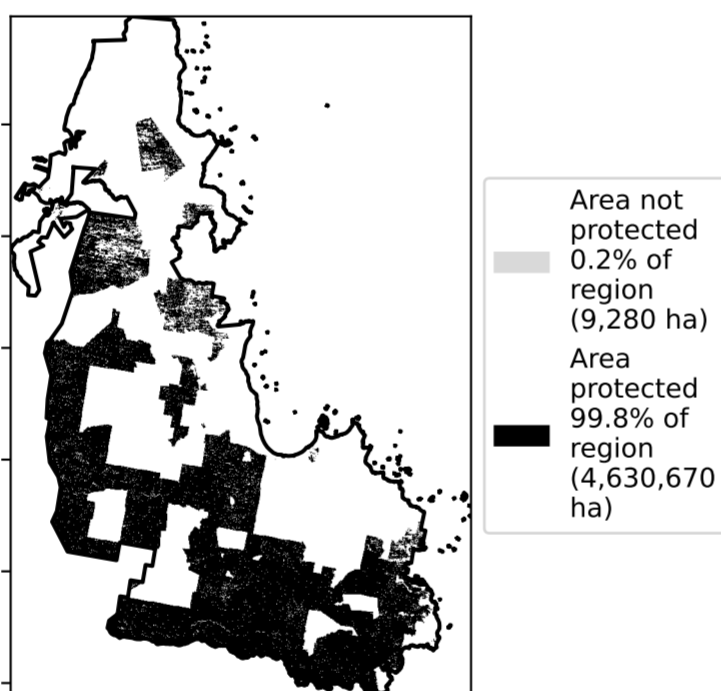 Area not
protected
0.2% of
region
(9,280 ha)
Area
protected
99.8% of
region
(4,630,670
ha)